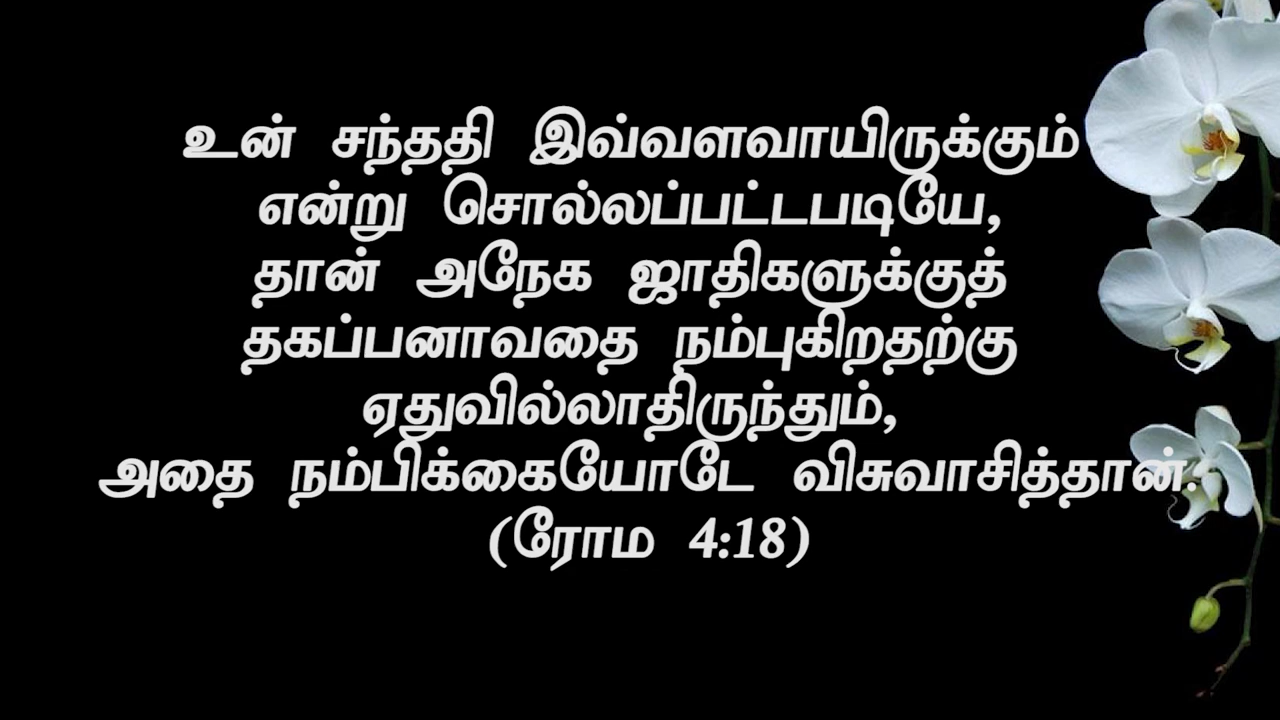 உன் சந்ததி இவ்வளவாயிருக்கும்
என்று சொல்லப்பட்டபடியே,
தான் அநேக ஜாதிகளுக்குத்
தகப்பனாவதை நம்புகிறதற்கு
ஏதுவில்லாதிருந்தும்,
அதை நம்பிக்கையோடே விசுவாசித்தான்.
(ரோம 4:18)